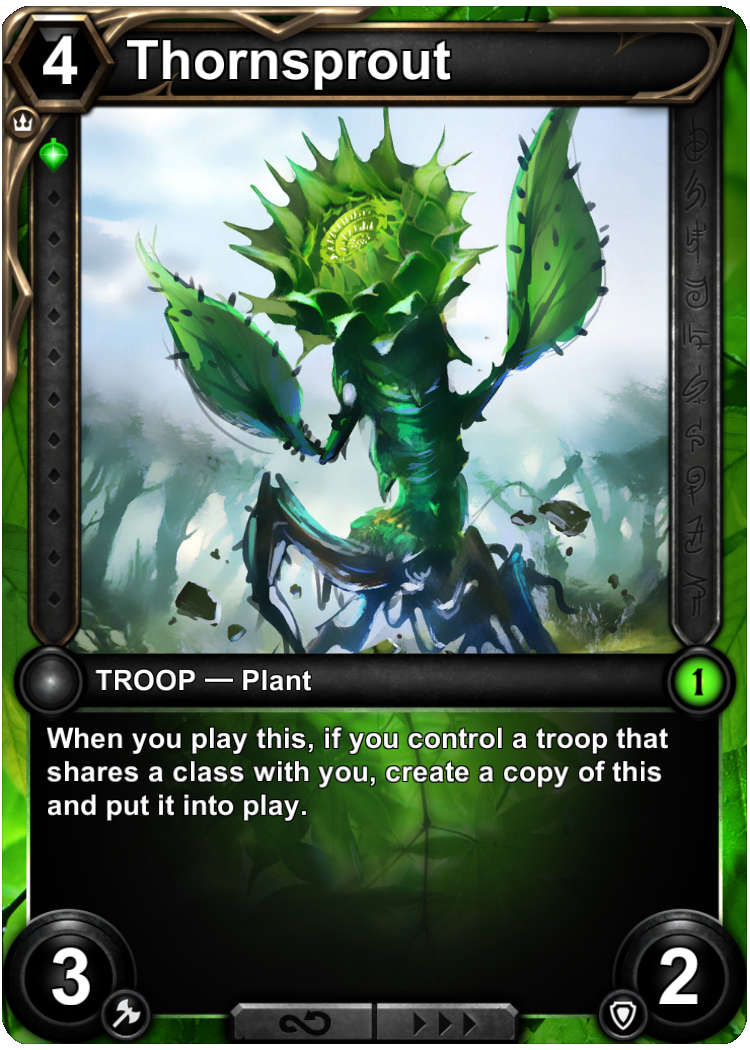 4
Thornsprout
TROOP — Plant
1
When you play this, if you control a troop that
shares a class with you, create a copy of this
and put it into play.
3
2